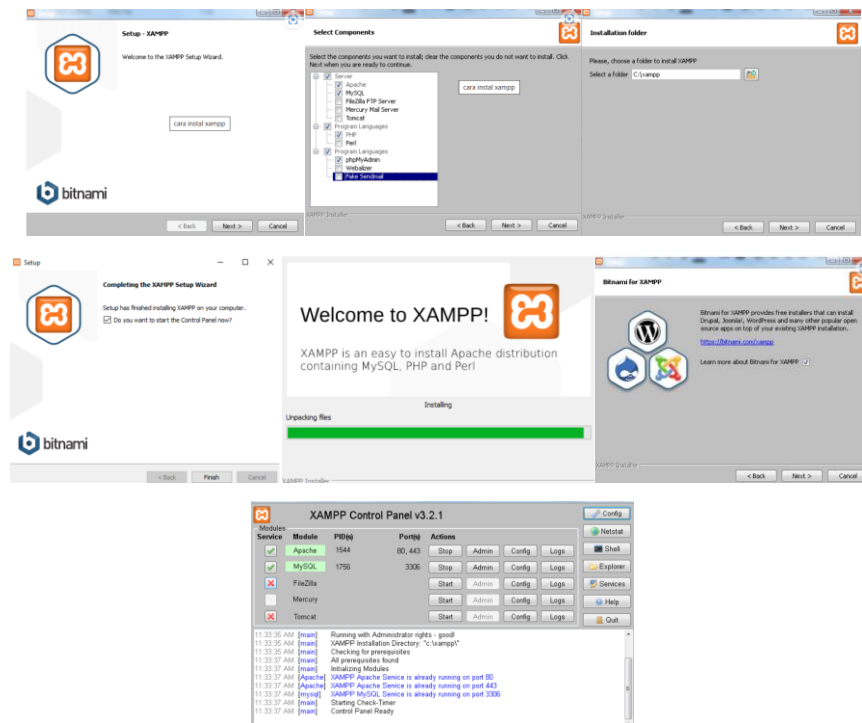 Setup - XAMPP
Welcome to the XAMPP Setup Wizard.
cara instal xampp
bitnami
< Back
Next >
Cancel
Select Components
Select the components you want to install; clear the components you do not want to install. Click
Next when you are ready to continue.
Server
Apache
MySQL
FileZilla FTP Server
Mercury Mail Server
Tomcat
Program Languages
PHP
Perl
Program Languages
phpMyAdmin
Webalizer
Fake Sendmail
cara instal xampp
XAMPP Installer
< Back
Next >
Cancel
Installation folder
Please, choose a folder to install XAMPP
Select a folder C:\xampp
XAMPP Installer
< Back
Next >
Cancel
Setup
Completing the XAMPP Setup Wizard
Setup has finished installing XAMPP on your computer.
Do you want to start the Control Panel now?
bitnami
< Back
Finish
Cancel
Welcome to XAMPP!
XAMPP is an easy to install Apache distribution
containing MySQL, PHP and Perl
Installing
Unpacking files
XAMPP Installer
Setup
Bitnami for XAMPP
Bitnami for XAMPP provides free installers that can install
Drupal, Joomla!, WordPress and many other popular open
source apps on top of your existing XAMPP installation.
https://bitnami.com/xampp
Learn more about Bitnami for XAMPP
XAMPP Installer
< Back
Next >
Cancel
XAMPP Control Panel v3.2.1
Config
Modules
Service Module PID(s) Port(s) Actions
Netstat
Apache 1544 80, 443 Stop Admin Config Logs
Shell
MySQL 1756 3306 Stop Admin Config Logs
Explorer
FileZilla Start Admin Config Logs
Services
Mercury Start Admin Config Logs
Help
Tomcat Start Admin Config Logs
Quit
11:33:35 AM [main] Running with Administrator rights - good!
11:33:35 AM [main] XAMPP Installation Directory: "c:\xampp\"
11:33:35 AM [main] Checking for prerequisites
11:33:37 AM [main] All prerequisites found
11:33:37 AM [main] Initializing Modules
11:33:37 AM [Apache] XAMPP Apache Service is already running on port 80
11:33:37 AM [Apache] XAMPP Apache Service is already running on port 443
11:33:37 AM [mysql] XAMPP MySQL Service is already running on port 3306
11:33:37 AM [main] Starting Check-Timer
11:33:37 AM [main] Control Panel Ready